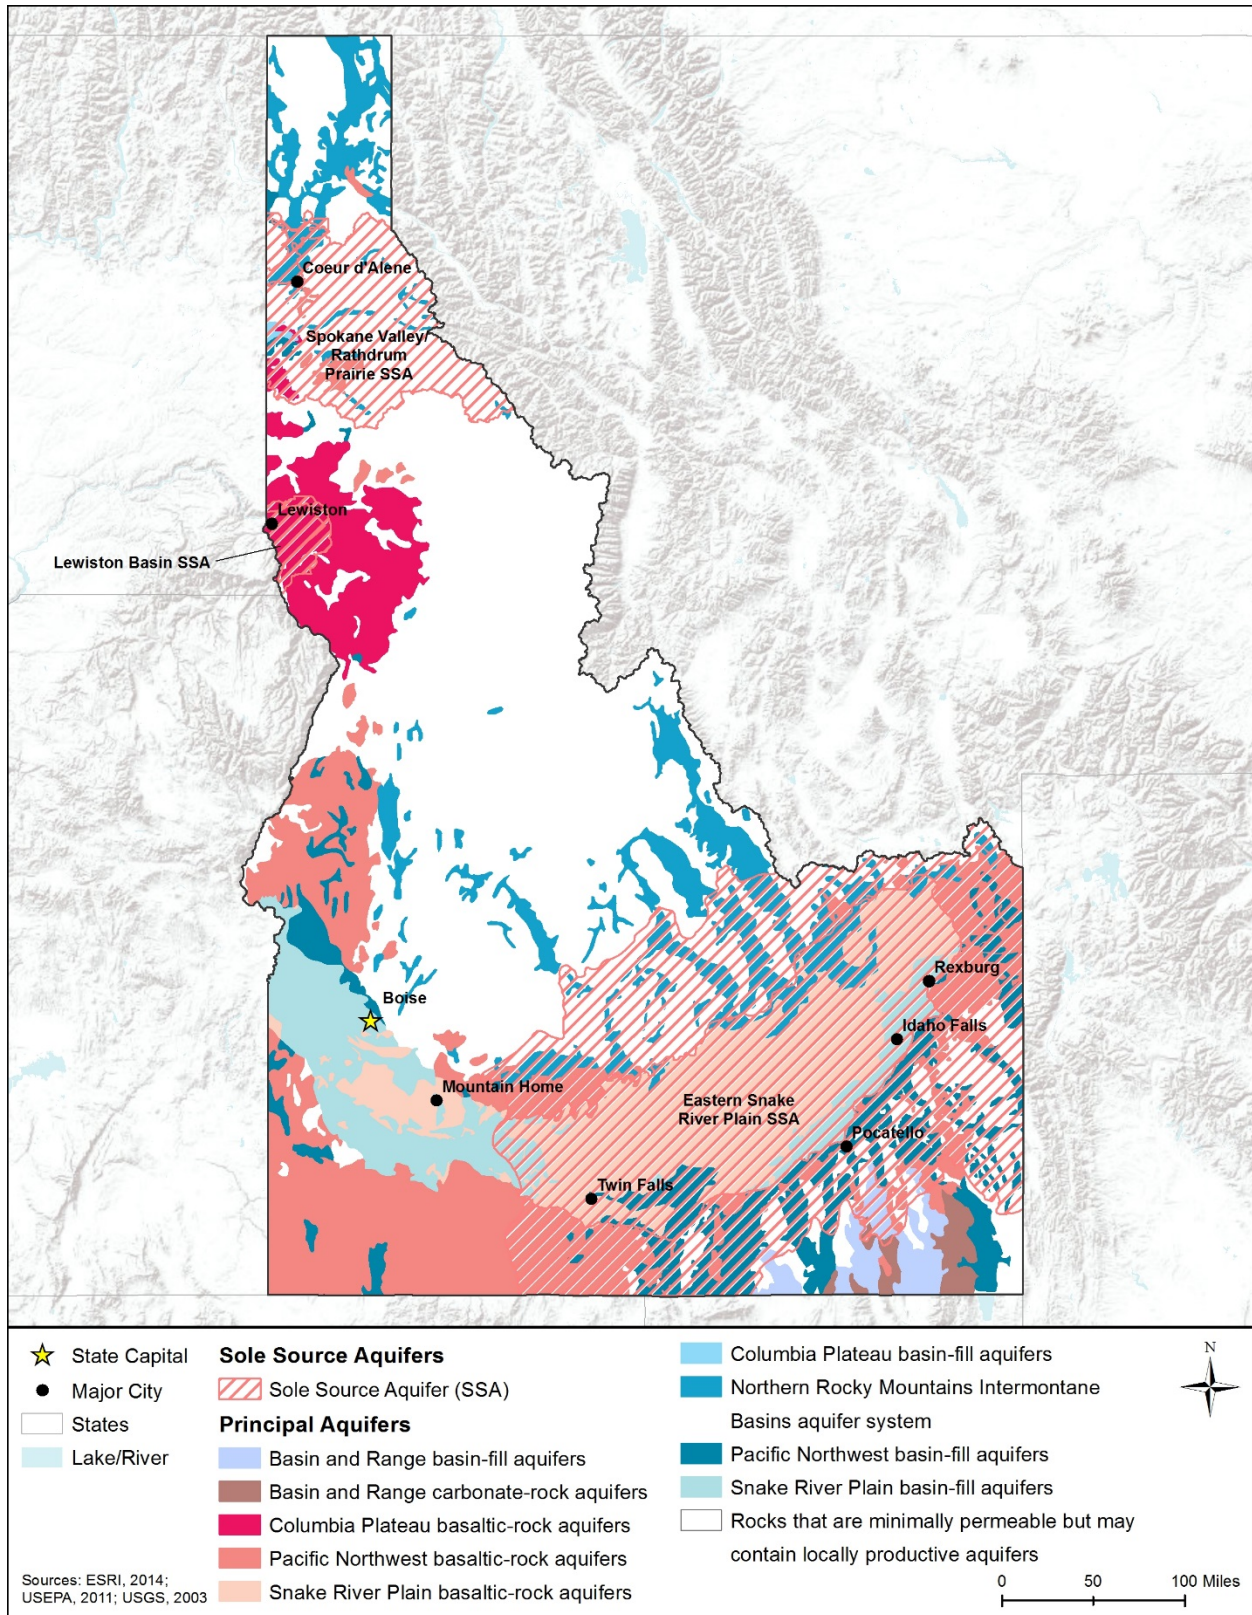 Coeur d'Alene
Spokane Valley/
Rathdrum
Prairie SSA
Lewiston
Lewiston Basin SSA
Boise
Rexburg
Idaho Falls
Mountain Home
Eastern Snake
River Plain SSA
Pocatello
Twin Falls
State Capital
Major City
States
Lake/River
Sole Source Aquifers
Sole Source Aquifer (SSA)
Principal Aquifers
Basin and Range basin-fill aquifers
Basin and Range carbonate-rock aquifers
Columbia Plateau basaltic-rock aquifers
Pacific Northwest basaltic-rock aquifers
Snake River Plain basaltic-rock aquifers
Columbia Plateau basin-fill aquifers
Northern Rocky Mountains Intermontane
Basins aquifer system
Pacific Northwest basin-fill aquifers
Snake River Plain basin-fill aquifers
Rocks that are minimally permeable but may
contain locally productive aquifers
N
Sources: ESRI, 2014;
USEPA, 2011; USGS, 2003
0 50 100 Miles